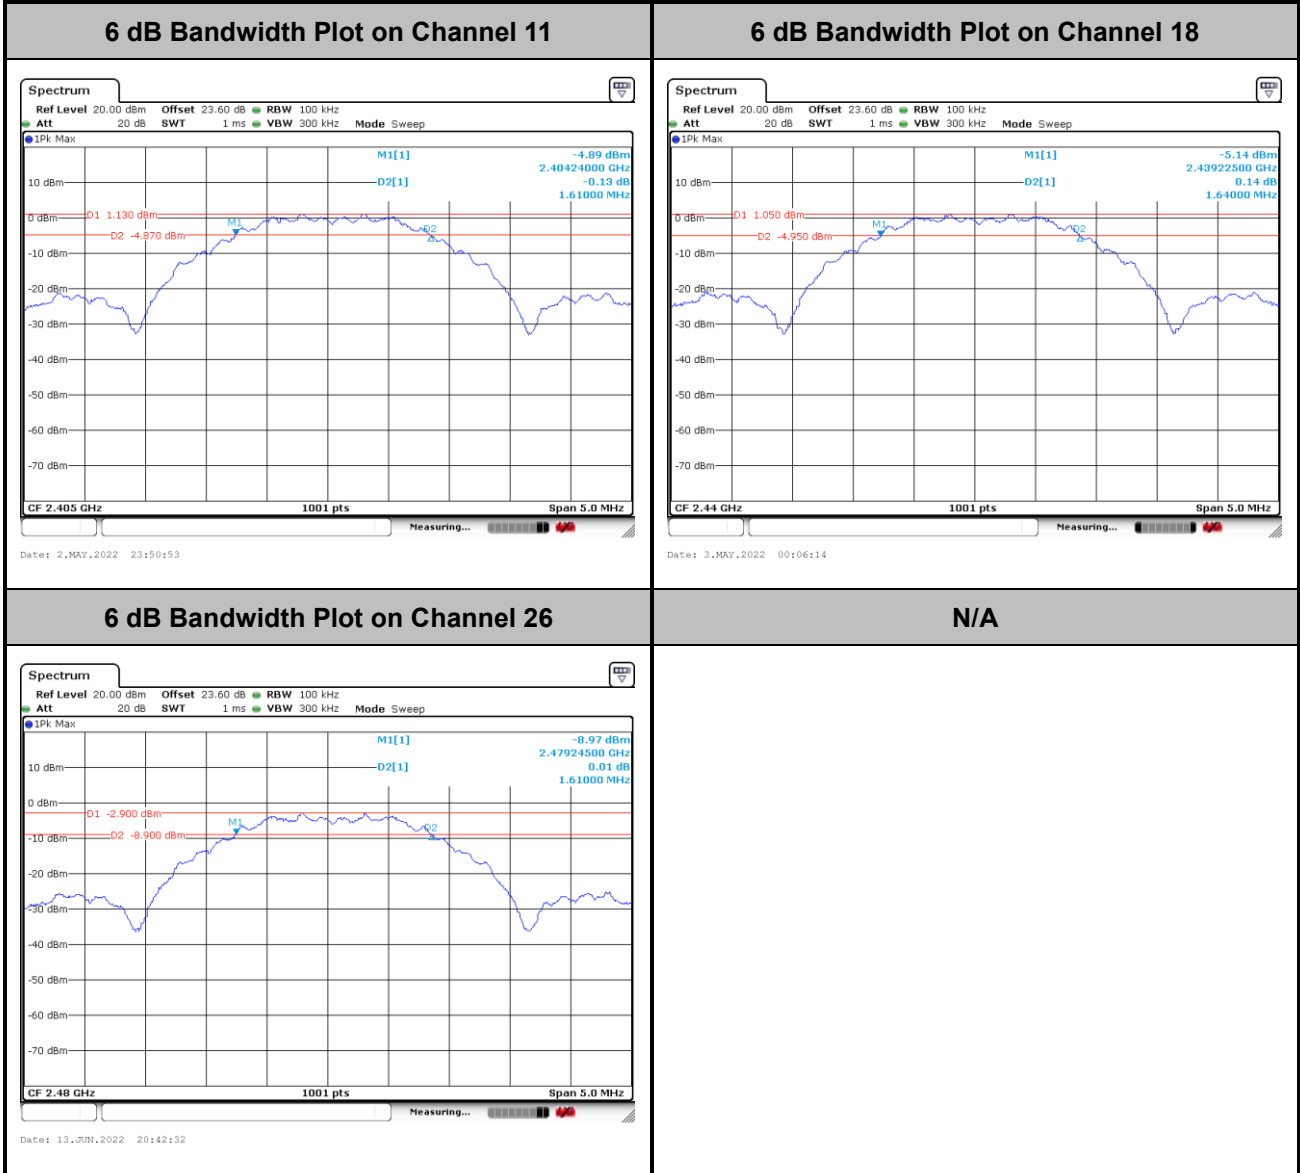 6 dB Bandwidth Plot on Channel 11
6 dB Bandwidth Plot on Channel 18
Spectrum
Ref Level 20.00 dBm Offset 23.60 dB RBW 100 kHz
Att 20 dB SWT 1 ms VBW 300 kHz Mode Sweep
1Pk Max
M1[1] -4.89 dBm
2.40424000 GHz
D2[1] -0.13 dB
1.61000 MHz
10 dBm
0 dBm
D1 1.130 dBm
M1
D2
D2 -4.870 dBm
-10 dBm
-20 dBm
-30 dBm
-40 dBm
-50 dBm
-60 dBm
-70 dBm
CF 2.405 GHz 1001 pts Span 5.0 MHz
Measuring...
Date: 2.MAY.2022 23:50:53
Spectrum
Ref Level 20.00 dBm Offset 23.60 dB RBW 100 kHz
Att 20 dB SWT 1 ms VBW 300 kHz Mode Sweep
1Pk Max
M1[1] -5.14 dBm
2.43922500 GHz
D2[1] 0.14 dB
1.64000 MHz
10 dBm
0 dBm
D1 1.050 dBm
M1
D2
D2 -4.950 dBm
-10 dBm
-20 dBm
-30 dBm
-40 dBm
-50 dBm
-60 dBm
-70 dBm
CF 2.44 GHz 1001 pts Span 5.0 MHz
Measuring...
Date: 3.MAY.2022 00:06:14
6 dB Bandwidth Plot on Channel 26
N/A
Spectrum
Ref Level 20.00 dBm Offset 23.60 dB RBW 100 kHz
Att 20 dB SWT 1 ms VBW 300 kHz Mode Sweep
1Pk Max
M1[1] -8.97 dBm
2.47924500 GHz
D2[1] 0.01 dB
1.61000 MHz
10 dBm
0 dBm
D1 -2.900 dBm
M1
D2
D2 -8.900 dBm
-10 dBm
-20 dBm
-30 dBm
-40 dBm
-50 dBm
-60 dBm
-70 dBm
CF 2.48 GHz 1001 pts Span 5.0 MHz
Measuring...
Date: 13.JUN.2022 20:42:32